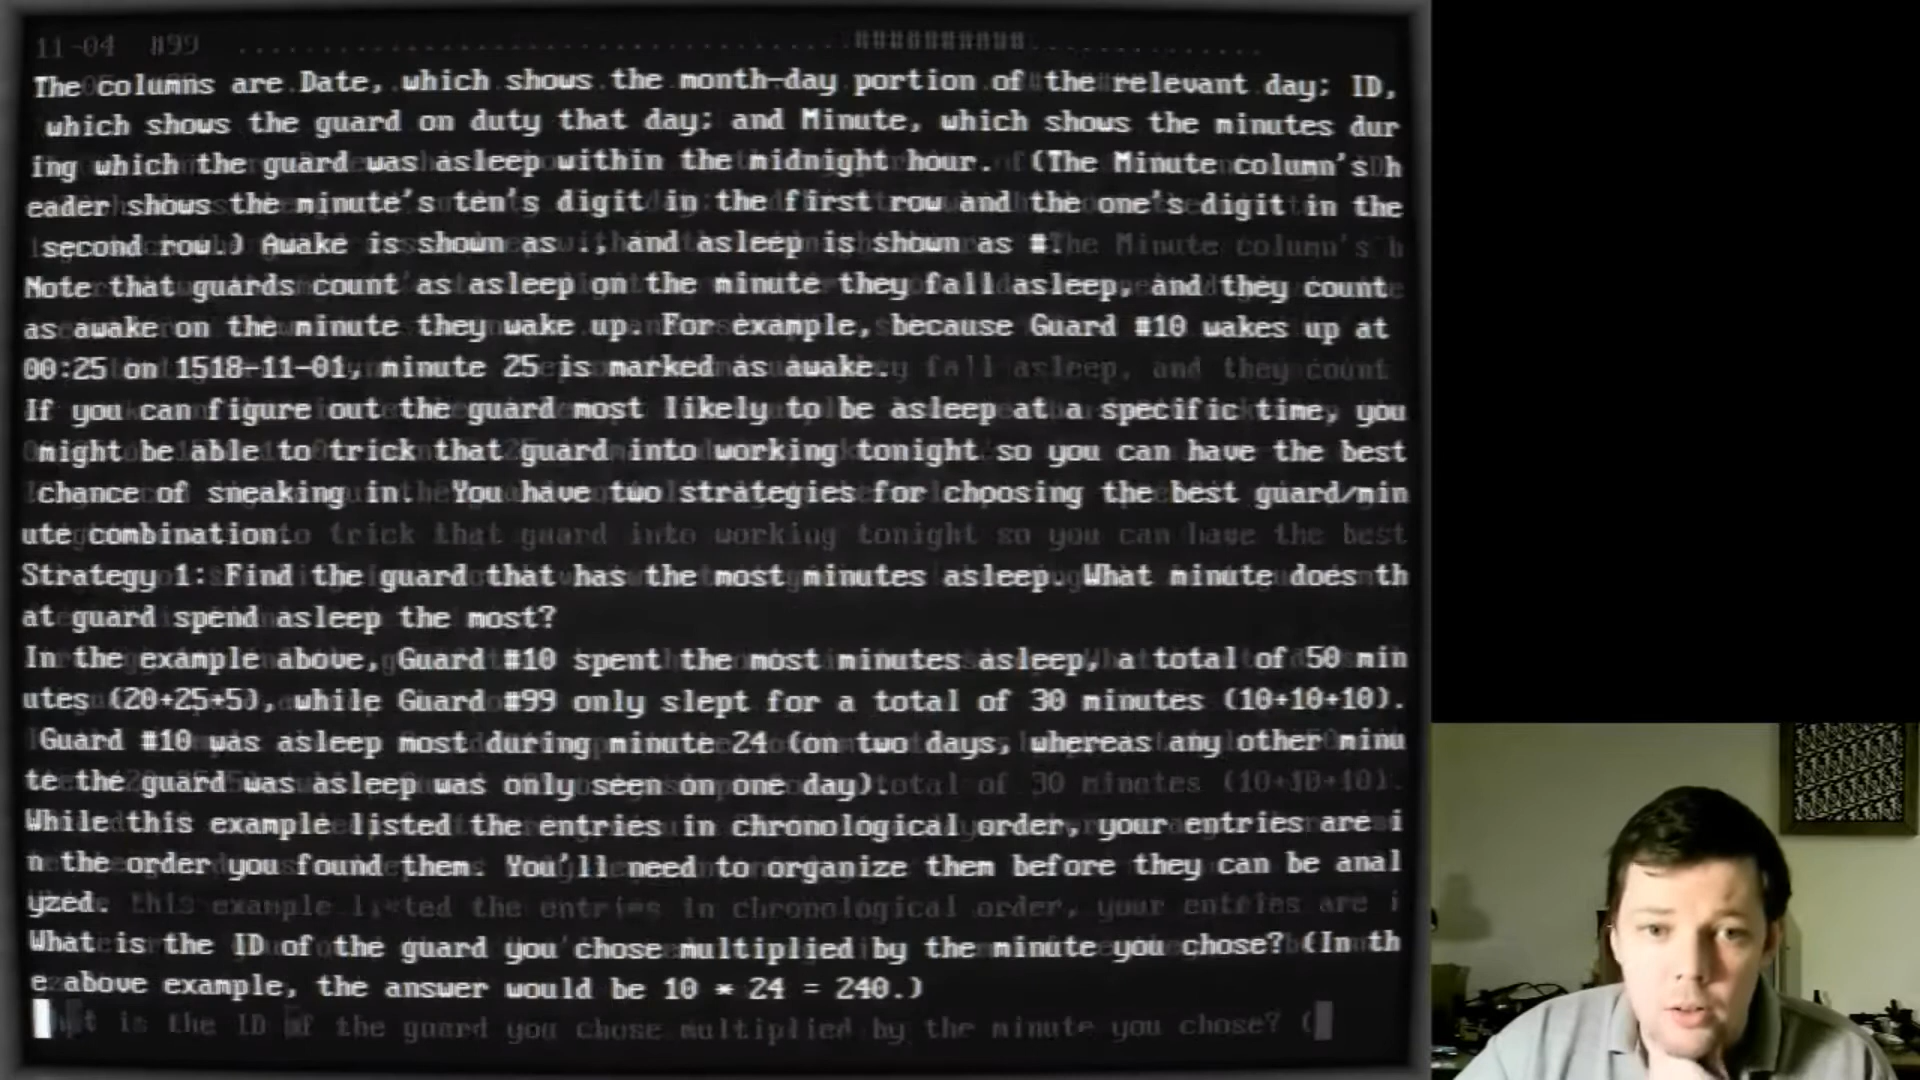 11-04  #99  ....................................##########..............
The columns are Date, which shows the month-day portion of the relevant day; ID,
which shows the guard on duty that day; and Minute, which shows the minutes dur
ing which the guard was asleep within the midnight hour.  (The Minute column's h
eader shows the minute's ten's digit in the first row and the one's digit in the
second row.) Awake is shown as ., and asleep is shown as #.
Note that guards count as asleep on the minute they fall asleep, and they count
as awake on the minute they wake up. For example, because Guard #10 wakes up at
00:25 on 1518-11-01, minute 25 is marked as awake.
If you can figure out the guard most likely to be asleep at a specific time, you
might be able to trick that guard into working tonight so you can have the best
chance of sneaking in.  You have two strategies for choosing the best guard/min
ute combination.
Strategy 1: Find the guard that has the most minutes asleep. What minute does th
at guard spend asleep the most?
In the example above, Guard #10 spent the most minutes asleep, a total of 50 min
utes (20+25+5), while Guard #99 only slept for a total of 30 minutes (10+10+10).
Guard #10 was asleep most during minute 24 (on two days, whereas any other minu
te the guard was asleep was only seen on one day).
While this example listed the entries in chronological order, your entries are i
n the order you found them. You'll need to organize them before they can be anal
yzed.
What is the ID of the guard you chose multiplied by the minute you chose? (In th
e above example, the answer would be 10 * 24 = 240.)